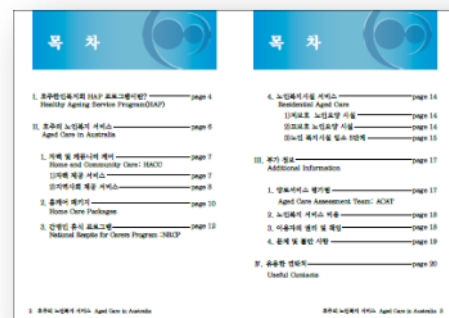 목 차
I. 호주한인복지회 HAP 프로그램이란? page 4
Healthy Ageing Service Program(HAP)
II. 호주의 노인복지 서비스 page 6
Aged Care in Australia
1. 자택 및 커뮤니티 케어 page 7
Home and Community Care: HACC
1)자택 제공 서비스 page 7
2)지역사회 제공 서비스 page 8
2. 홈케어 패키지 page 10
Home Care Packages
3. 간병인 휴식 프로그램 page 12
National Respite for Carers Program :NRCP
2 호주의 노인복지 서비스 Aged Care in Australia
목 차
4. 노인복지시설 서비스 page 14
Residential Aged Care
1)저보호 노인요양 시설 page 14
2)고보호 노인요양 시설 page 14
3)노인 복지시설 입소 5단계 page 15
III. 부가 정보 page 17
Additional Information
1. 양로서비스 평가팀 page 17
Aged Care Assessment Team: ACAT
2. 노인복지 서비스 비용 page 18
3. 이용자의 권리 및 책임 page 18
4. 문제 및 불만 사항 page 19
IV. 유용한 연락처 page 20
Useful Contacts
호주의 노인복지 서비스 Aged Care in Australia 3